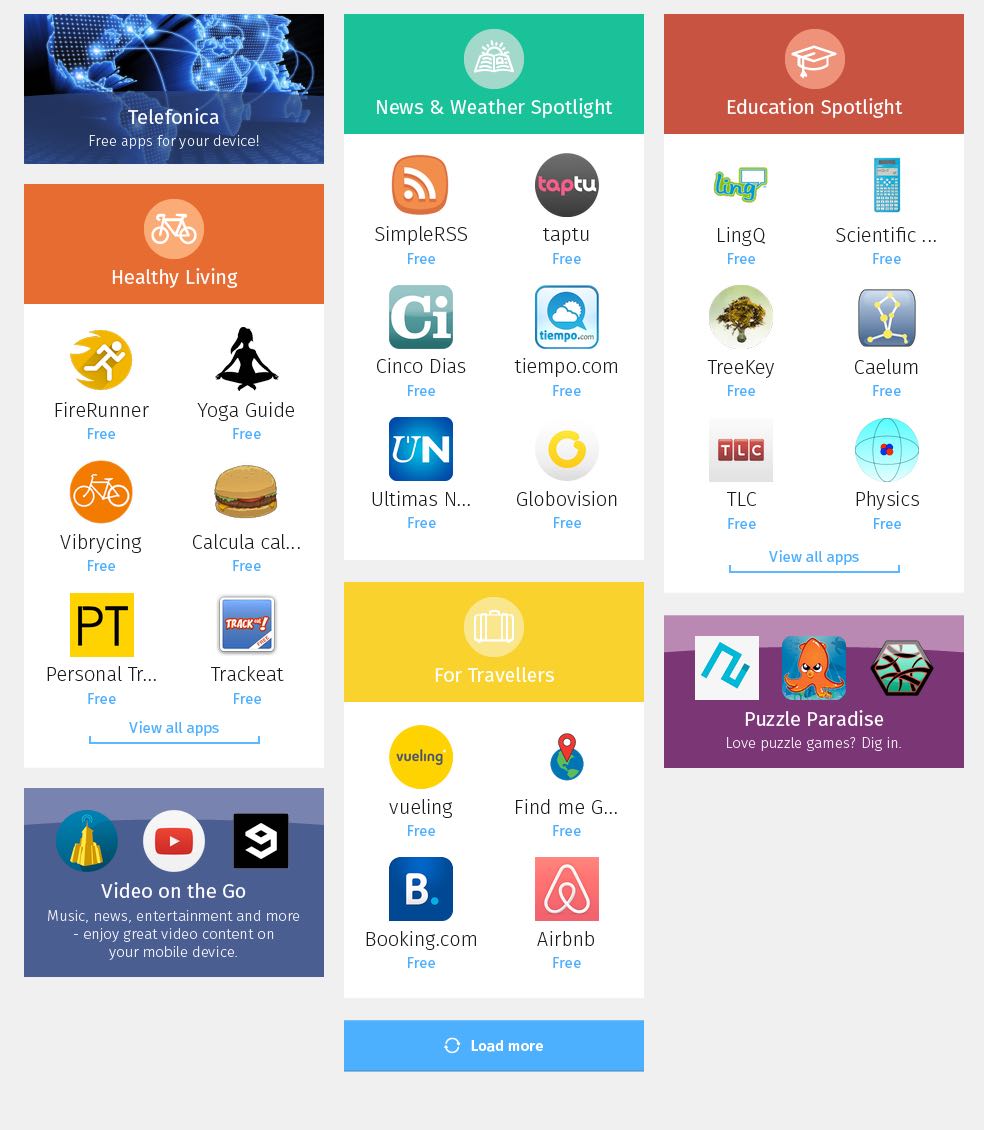 Telefonica
Free apps for your device!
Healthy Living
FireRunner
Free
Yoga Guide
Free
Vibrycing
Free
Calcula cal...
Free
PT
Personal Tr...
Free
TRACK eat!
FREE
Trackeat
Free
View all apps
9
Video on the Go
Music, news, entertainment and more
- enjoy great video content on
your mobile device.
News & Weather Spotlight
SimpleRSS
Free
taptu
taptu
Free
Ci
Cinco Dias
Free
tiempo.com
tiempo.com
Free
UN
Ultimas N...
Free
Globovision
Free
For Travellers
vueling
vueling
Free
Find me G...
Free
B.
Booking.com
Free
Airbnb
Free
Load more
Education Spotlight
LingQ
LingQ
Free
Scientific ...
Free
TreeKey
Free
Caelum
Free
TLC
TLC
Free
Physics
Free
View all apps
Puzzle Paradise
Love puzzle games? Dig in.